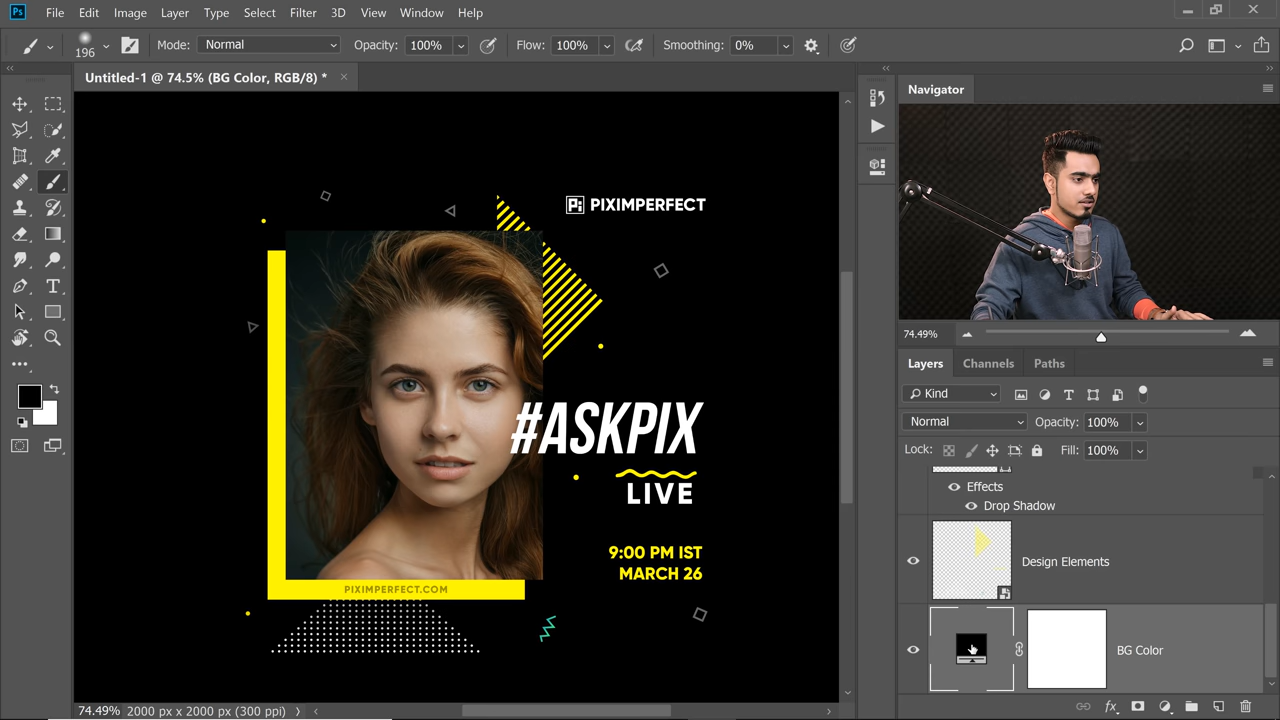 Ps File Edit Image Layer Type Select Filter 3D View Window Help
196 Mode: Normal Opacity: 100% Flow: 100% Smoothing: 0%
Untitled-1 @ 74.5% (BG Color, RGB/8) *
Navigator
Pi PIXIMPERFECT
74.49%
Layers Channels Paths
Kind
Normal Opacity: 100%
#ASKPIX
Lock: Fill: 100%
LIVE
Effects
Drop Shadow
9:00 PM IST
Design Elements
MARCH 26
PIXIMPERFECT.COM
BG Color
74.49% 2000 px x 2000 px (300 ppi)
fx